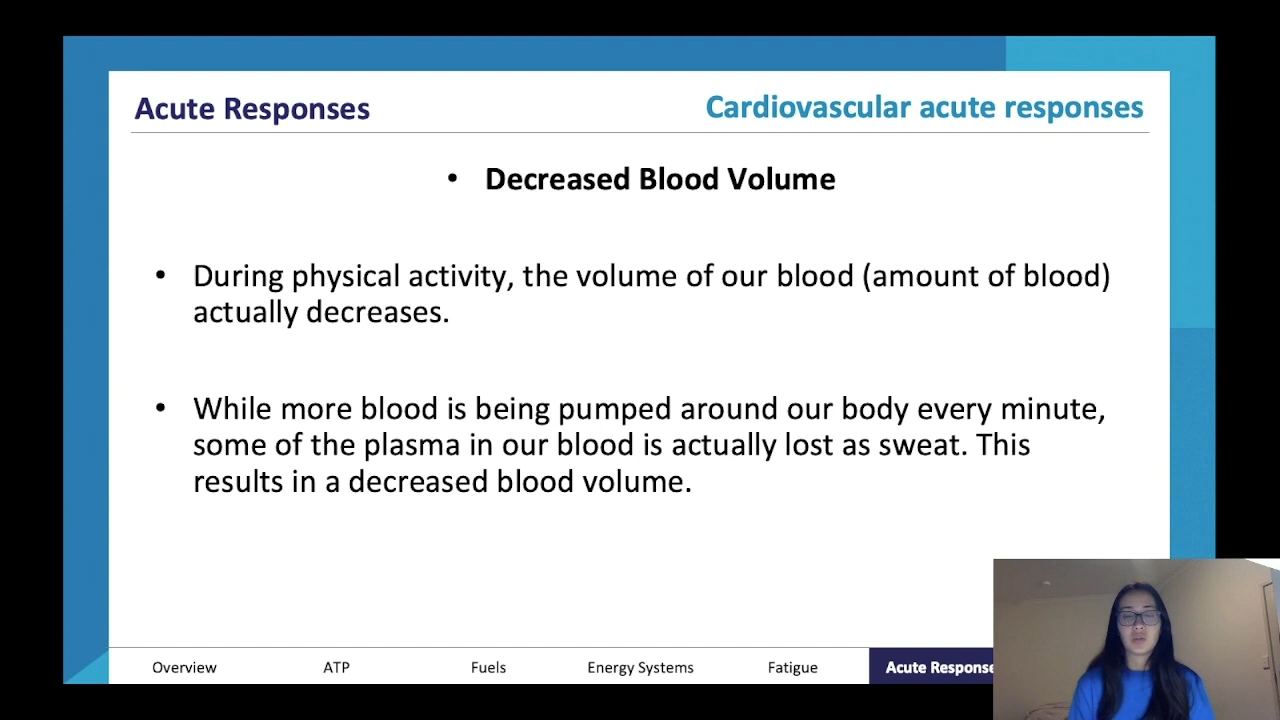 Acute Responses
Cardiovascular acute responses
• Decreased Blood Volume
• During physical activity, the volume of our blood (amount of blood)
actually decreases.
• While more blood is being pumped around our body every minute,
some of the plasma in our blood is actually lost as sweat. This
results in a decreased blood volume.
Overview
ATP
Fuels
Energy Systems
Fatigue
Acute Response